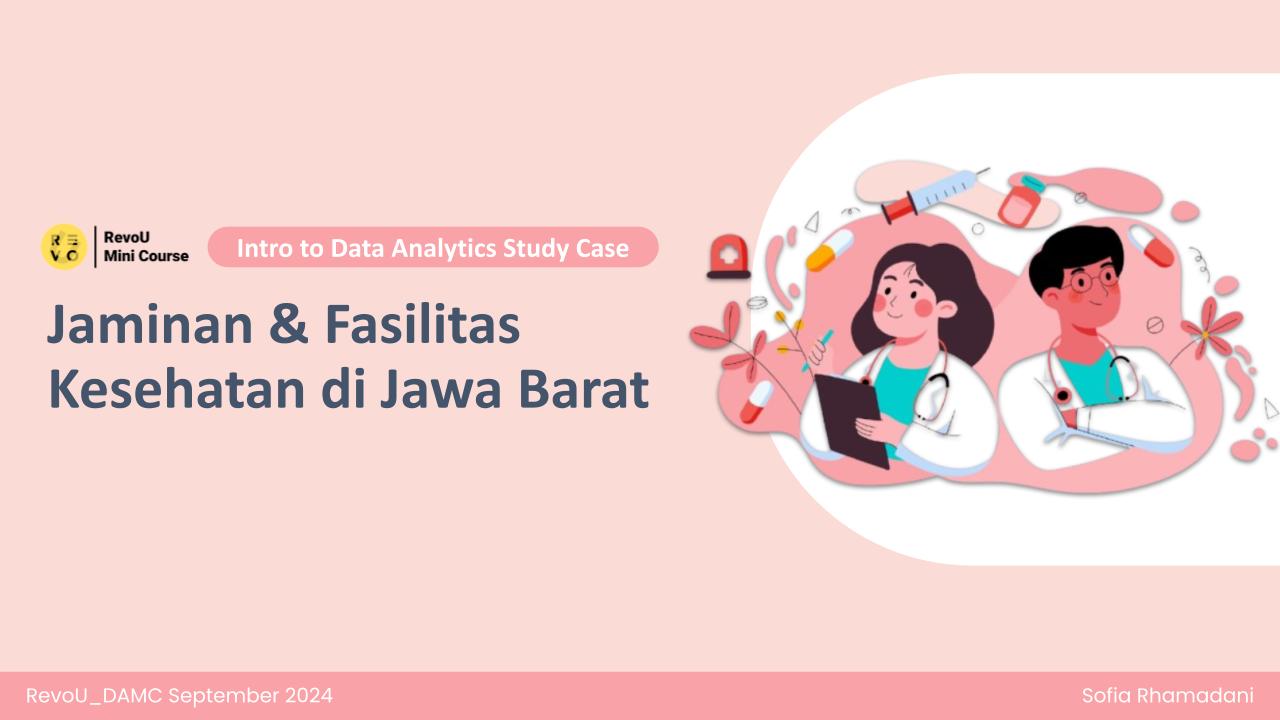 REVO
RevoU
Mini Course
Intro to Data Analytics Study Case
Jaminan & Fasilitas
Kesehatan di Jawa Barat
RevoU_DAMC September 2024
Sofia Rhamadani